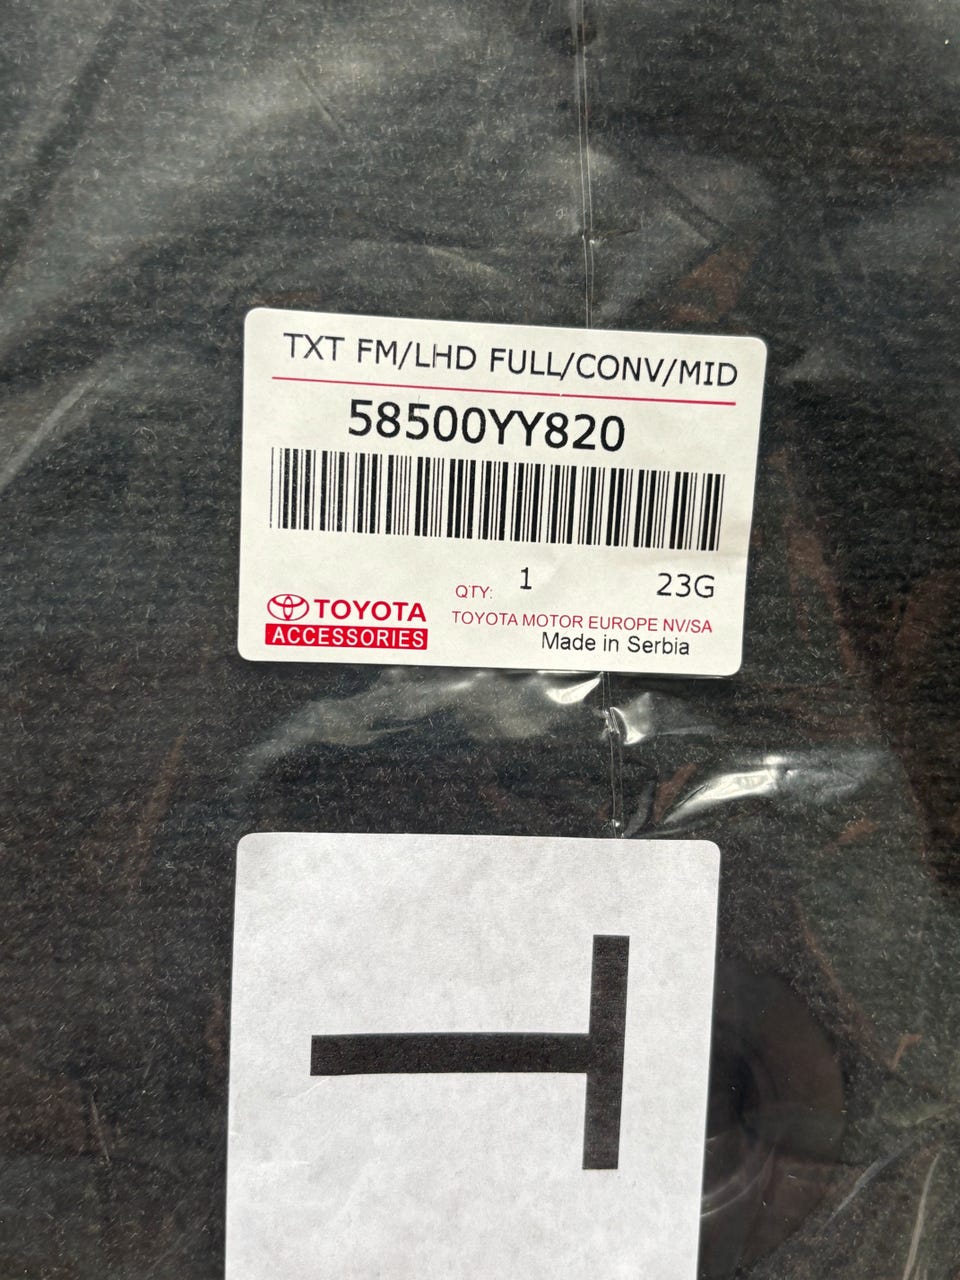 TXT FM/LHD FULL/CONV/MID
58500YY820
QTY: 1 23G
TOYOTA TOYOTA MOTOR EUROPE NV/SA
ACCESSORIES Made in Serbia
T